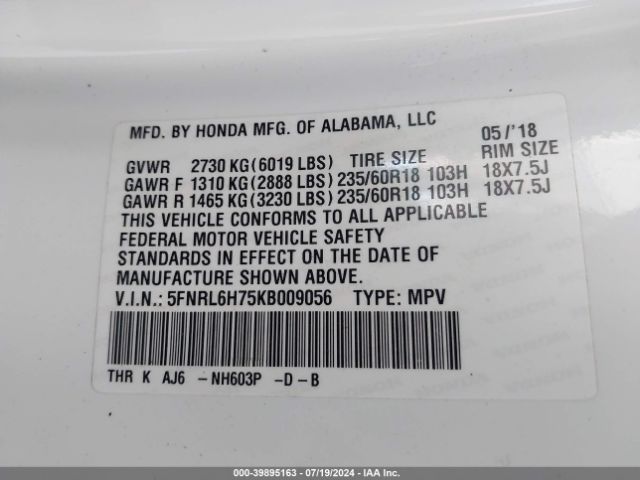 MFD. BY HONDA MFG. OF ALABAMA, LLC 05 /'18
GVWR 2730 KG (6019 LBS) TIRE SIZE RIM SIZE
GAWR F 1310 KG (2888 LBS) 235/60R18 103H 18X7.5J
GAWR R 1465 KG (3230 LBS) 235/60R18 103H 18X7.5J
THIS VEHICLE CONFORMS TO ALL APPLICABLE
FEDERAL MOTOR VEHICLE SAFETY
STANDARDS IN EFFECT ON THE DATE OF
MANUFACTURE SHOWN ABOVE.
V.I.N.: 5FNRL6H75KB009056 TYPE: MPV
THR K AJ6 -NH603P -D-B
000-39895163 - 07/19/2024 - IAA Inc.